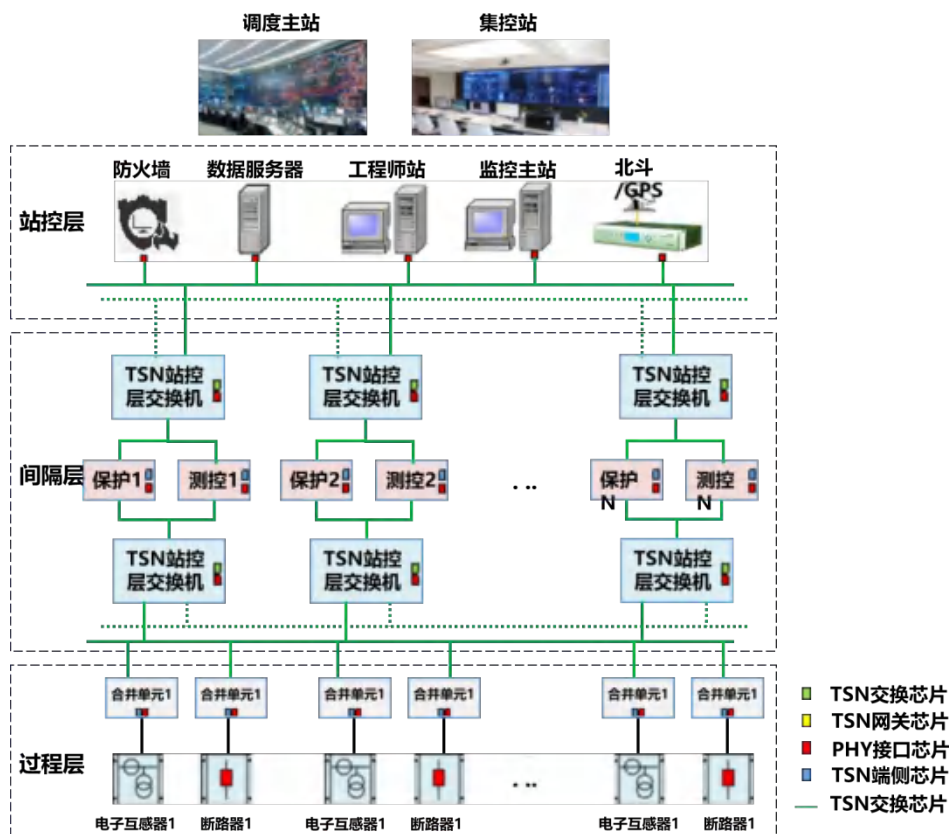 调度主站
集控站
防火墙
数据服务器
工程师站
监控主站
北斗
/GPS
站控层
TSN站控
层交换机
TSN站控
层交换机
TSN站控
层交换机
间隔层
保护1
测控1
保护2
测控2
. ..
保护
N
测控
N
TSN站控
层交换机
TSN站控
层交换机
TSN站控
层交换机
合并单元1
合并单元1
合并单元1
合并单元1
合并单元1
合并单元1
过程层
. ..
电子互感器1
断路器1
电子互感器1
断路器1
电子互感器1
断路器1
TSN交换芯片
TSN网关芯片
PHY接口芯片
TSN端侧芯片
TSN交换芯片